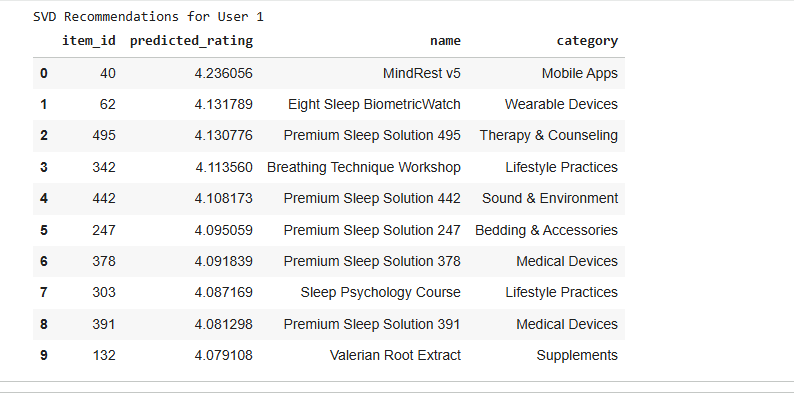 SVD Recommendations for User 1
item_id predicted_rating name category
0 40 4.236056 MindRest v5 Mobile Apps
1 62 4.131789 Eight Sleep BiometricWatch Wearable Devices
2 495 4.130776 Premium Sleep Solution 495 Therapy & Counseling
3 342 4.113560 Breathing Technique Workshop Lifestyle Practices
4 442 4.108173 Premium Sleep Solution 442 Sound & Environment
5 247 4.095059 Premium Sleep Solution 247 Bedding & Accessories
6 378 4.091839 Premium Sleep Solution 378 Medical Devices
7 303 4.087169 Sleep Psychology Course Lifestyle Practices
8 391 4.081298 Premium Sleep Solution 391 Medical Devices
9 132 4.079108 Valerian Root Extract Supplements